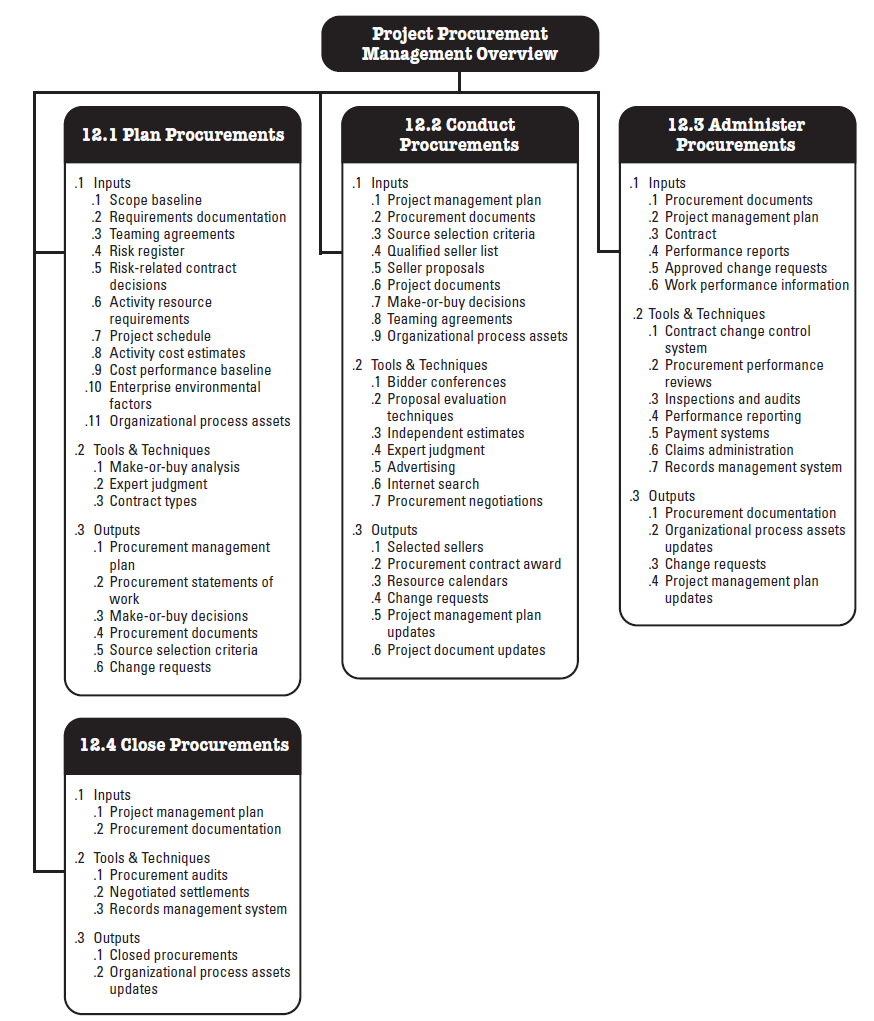 Project Procurement
Management Overview
12.1 Plan Procurements
.1 Inputs
.1 Scope baseline
.2 Requirements documentation
.3 Teaming agreements
.4 Risk register
.5 Risk-related contract
decisions
.6 Activity resource
requirements
.7 Project schedule
.8 Activity cost estimates
.9 Cost performance baseline
.10 Enterprise environmental
factors
.11 Organizational process assets
.2 Tools & Techniques
.1 Make-or-buy analysis
.2 Expert judgment
.3 Contract types
.3 Outputs
.1 Procurement management
plan
.2 Procurement statements of
work
.3 Make-or-buy decisions
.4 Procurement documents
.5 Source selection criteria
.6 Change requests
12.2 Conduct
Procurements
.1 Inputs
.1 Project management plan
.2 Procurement documents
.3 Source selection criteria
.4 Qualified seller list
.5 Seller proposals
.6 Project documents
.7 Make-or-buy decisions
.8 Teaming agreements
.9 Organizational process assets
.2 Tools & Techniques
.1 Bidder conferences
.2 Proposal evaluation
techniques
.3 Independent estimates
.4 Expert judgment
.5 Advertising
.6 Internet search
.7 Procurement negotiations
.3 Outputs
.1 Selected sellers
.2 Procurement contract award
.3 Resource calendars
.4 Change requests
.5 Project management plan
updates
.6 Project document updates
12.3 Administer
Procurements
.1 Inputs
.1 Procurement documents
.2 Project management plan
.3 Contract
.4 Performance reports
.5 Approved change requests
.6 Work performance information
.2 Tools & Techniques
.1 Contract change control
system
.2 Procurement performance
reviews
.3 Inspections and audits
.4 Performance reporting
.5 Payment systems
.6 Claims administration
.7 Records management system
.3 Outputs
.1 Procurement documentation
.2 Organizational process assets
updates
.3 Change requests
.4 Project management plan
updates
12.4 Close Procurements
.1 Inputs
.1 Project management plan
.2 Procurement documentation
.2 Tools & Techniques
.1 Procurement audits
.2 Negotiated settlements
.3 Records management system
.3 Outputs
.1 Closed procurements
.2 Organizational process assets
updates